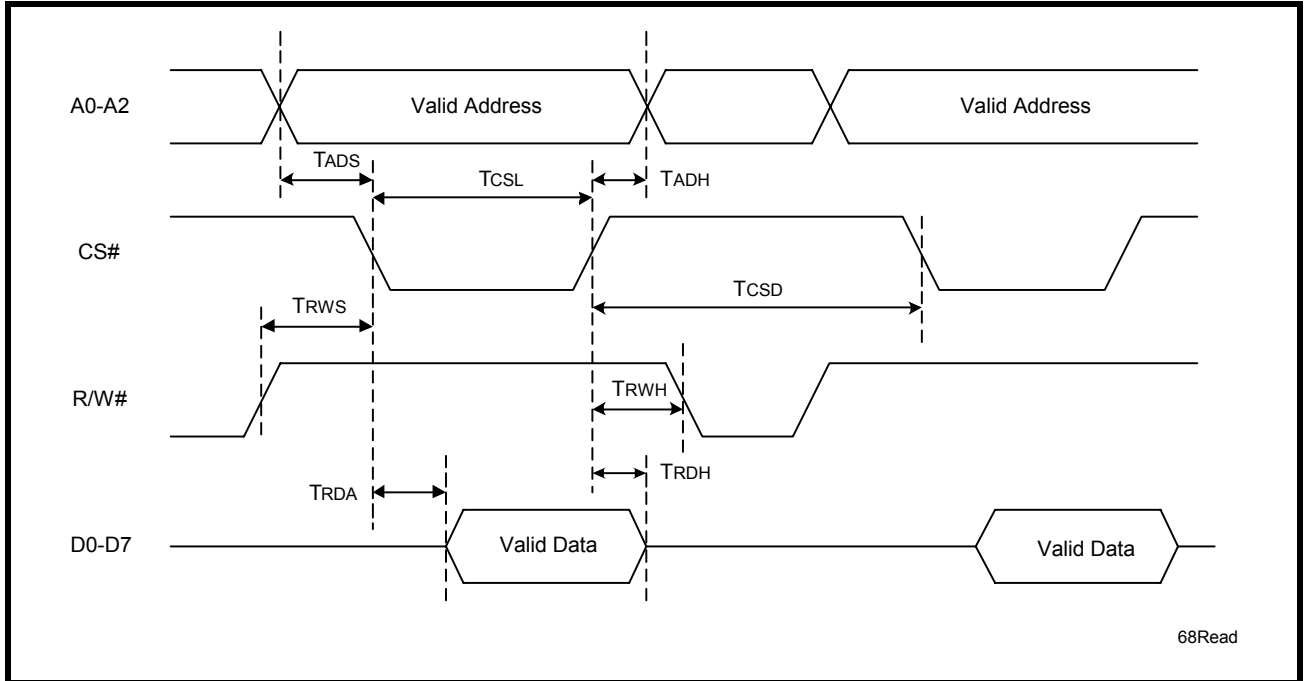 A0-A2
Valid Address
Valid Address
TADS
TCSL
TADH
CS#
TCSD
TRWS
R/W#
TRWH
TRDH
TRDA
D0-D7
Valid Data
Valid Data
68Read